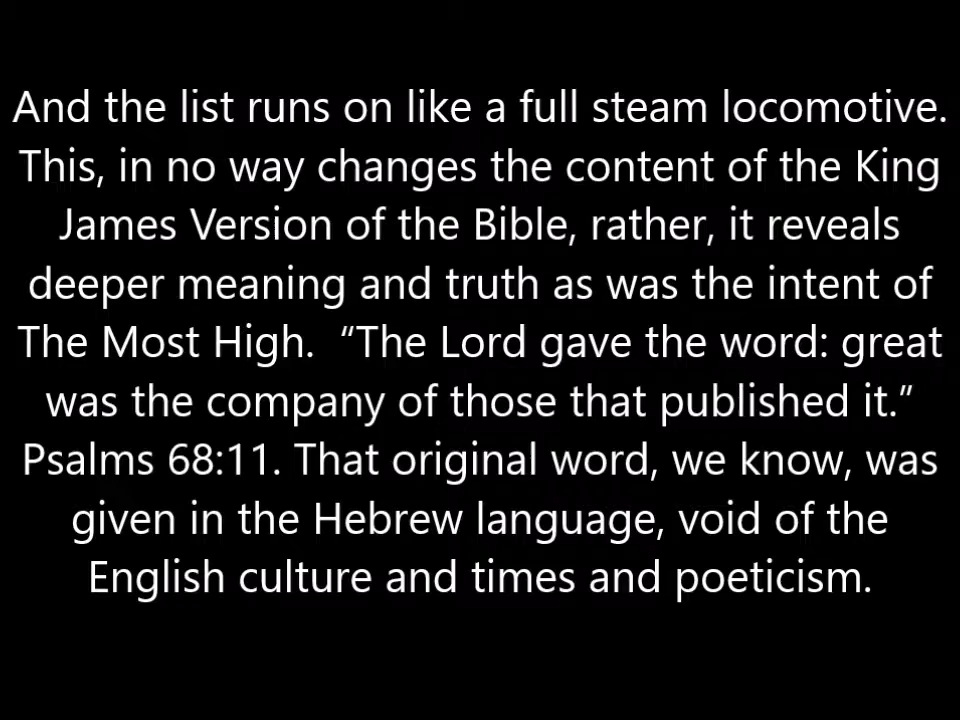 And the list runs on like a full steam locomotive.
This, in no way changes the content of the King
James Version of the Bible, rather, it reveals
deeper meaning and truth as was the intent of
The Most High.  “The Lord gave the word: great
was the company of those that published it.”
Psalms 68:11. That original word, we know, was
given in the Hebrew language, void of the
English culture and times and poeticism.